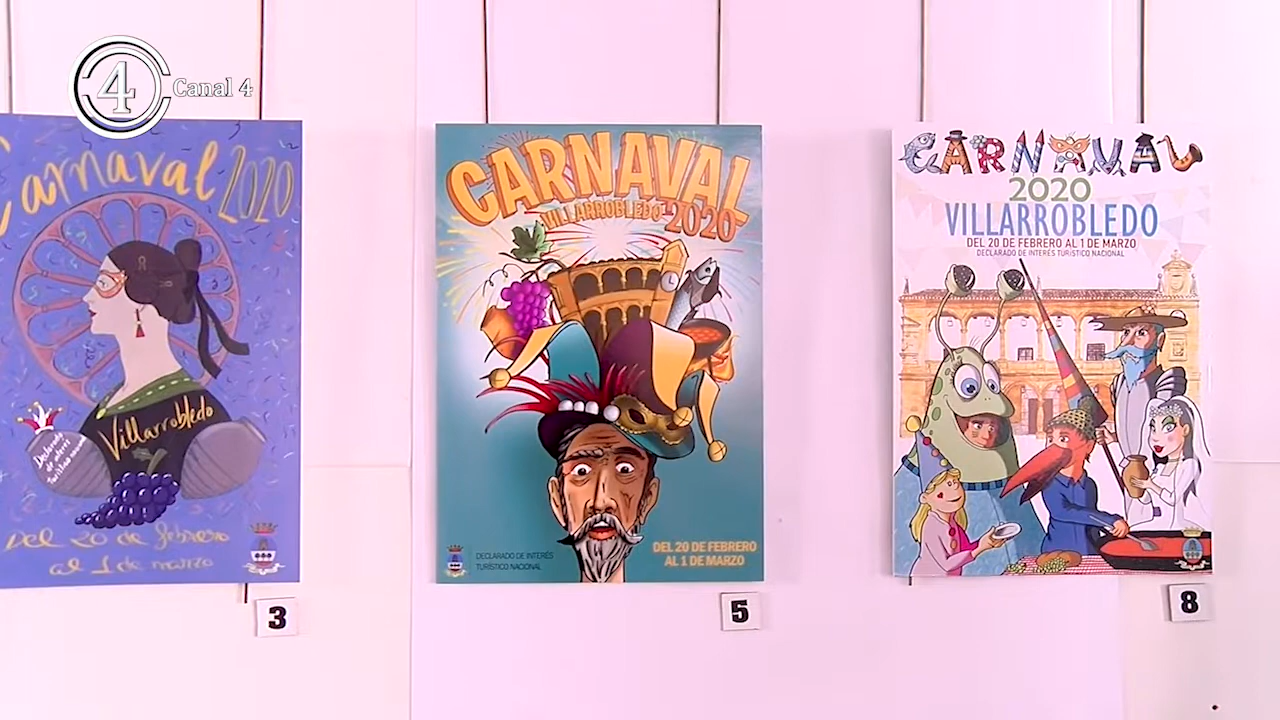 4 Canal 4
Carnaval 2020
Villarrobledo
Declarado
de interés
Turístico nacional
Del 20 de febrero
al 1 de marzo
3
CARNAVAL
VILLARROBLEDO 2020
DECLARADO DE INTERÉS
TURÍSTICO NACIONAL
DEL 20 DE FEBRERO
AL 1 DE MARZO
5
CARNAVAL
2020
VILLARROBLEDO
DEL 20 DE FEBRERO AL 1 DE MARZO
DECLARADO DE INTERÉS TURÍSTICO NACIONAL
8